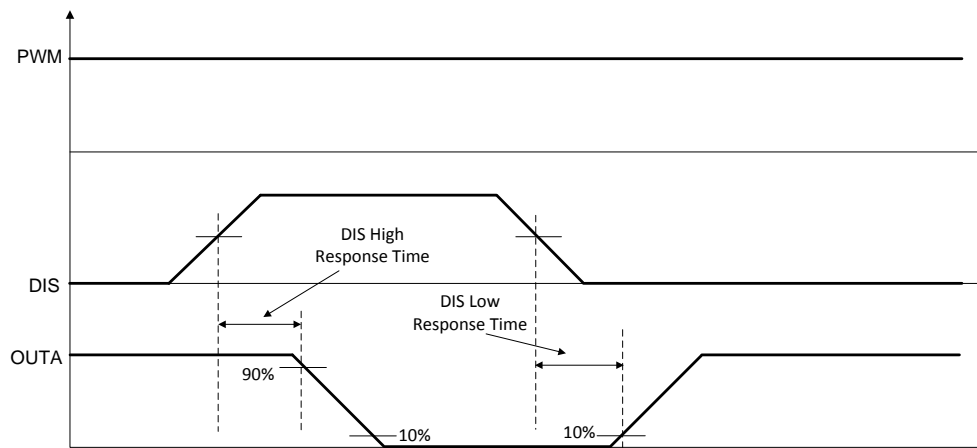 PWM
DIS High
Response Time
DIS
DIS Low
Response Time
OUTA
90%
10%
10%